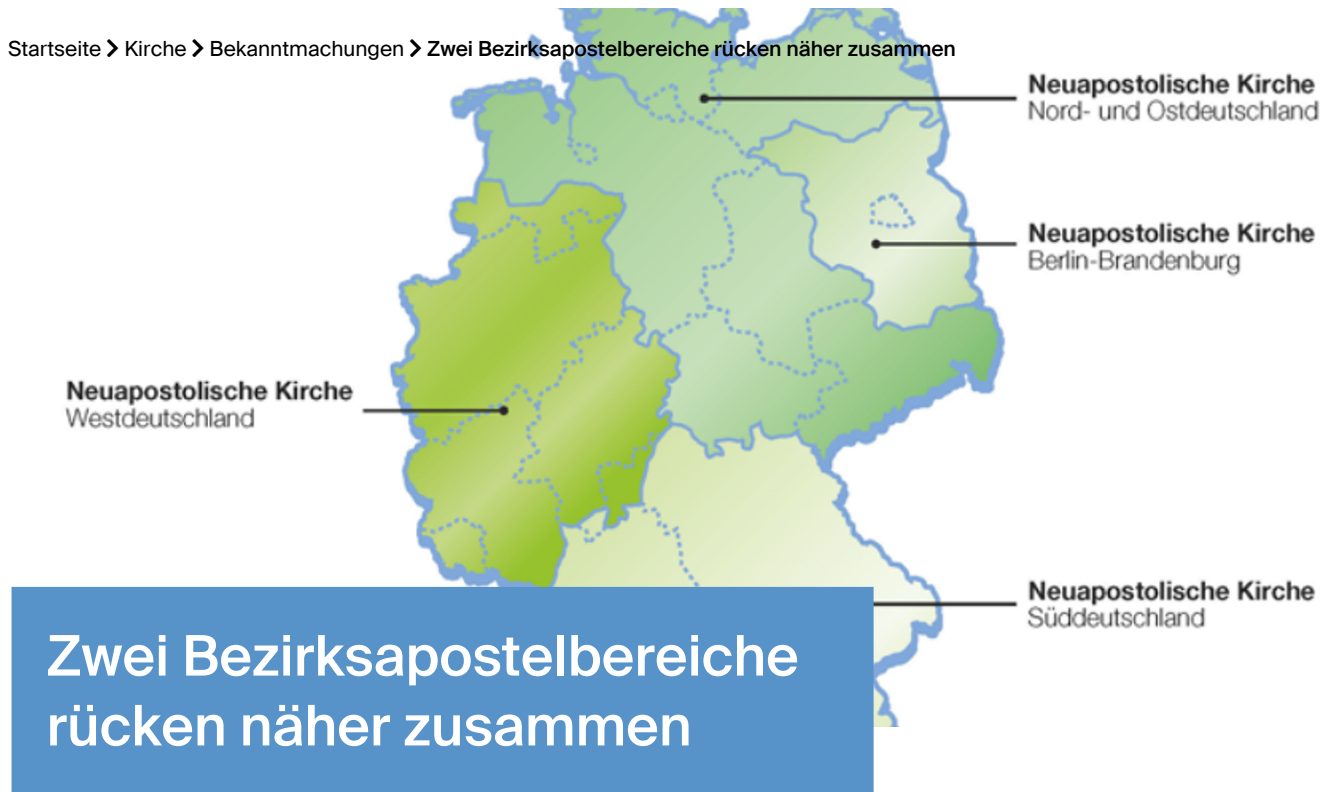 Startseite > Kirche > Bekanntmachungen > Zwei Bezirksapostelbereiche rücken näher zusammen
Neuapostolische Kirche
Nord- und Ostdeutschland
Neuapostolische Kirche
Berlin-Brandenburg
Neuapostolische Kirche
Westdeutschland
Neuapostolische Kirche
Süddeutschland
Zwei Bezirksapostelbereiche
rücken näher zusammen